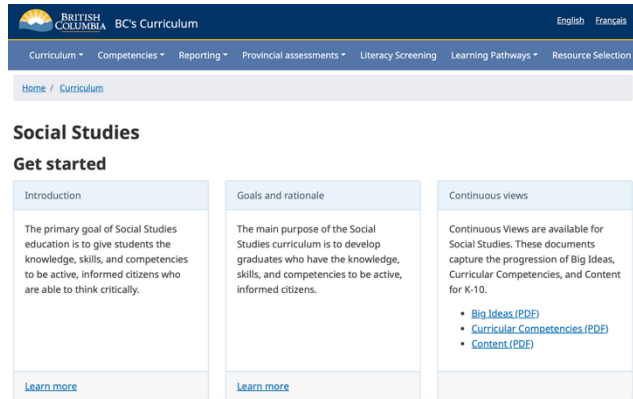 BRITISH
COLUMBIA
BC's Curriculum
English Français
Curriculum Competencies Reporting Provincial assessments Literacy Screening Learning Pathways Resource Selection
Home / Curriculum
Social Studies
Get started
Introduction
The primary goal of Social Studies
education is to give students the
knowledge, skills, and competencies
to be active, informed citizens who
are able to think critically.
Learn more
Goals and rationale
The main purpose of the Social
Studies curriculum is to develop
graduates who have the knowledge,
skills, and competencies to be active,
informed citizens.
Learn more
Continuous views
Continuous Views are available for
Social Studies. These documents
capture the progression of Big Ideas,
Curricular Competencies, and Content
for K-10.
• Big Ideas (PDF)
• Curricular Competencies (PDF)
• Content (PDF)